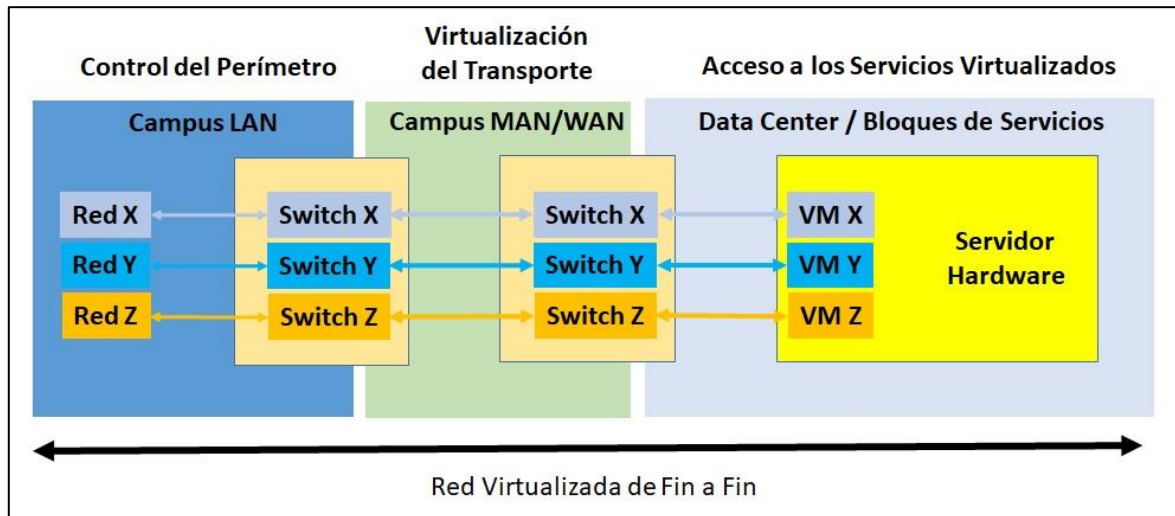 Control del Perímetro
Virtualización
del Transporte
Acceso a los Servicios Virtualizados
Campus LAN
Campus MAN/WAN
Data Center / Bloques de Servicios
Red X
Switch X
Switch X
VM X
Red Y
Switch Y
Switch Y
VM Y
Red Z
Switch Z
Switch Z
VM Z
Servidor
Hardware
Red Virtualizada de Fin a Fin